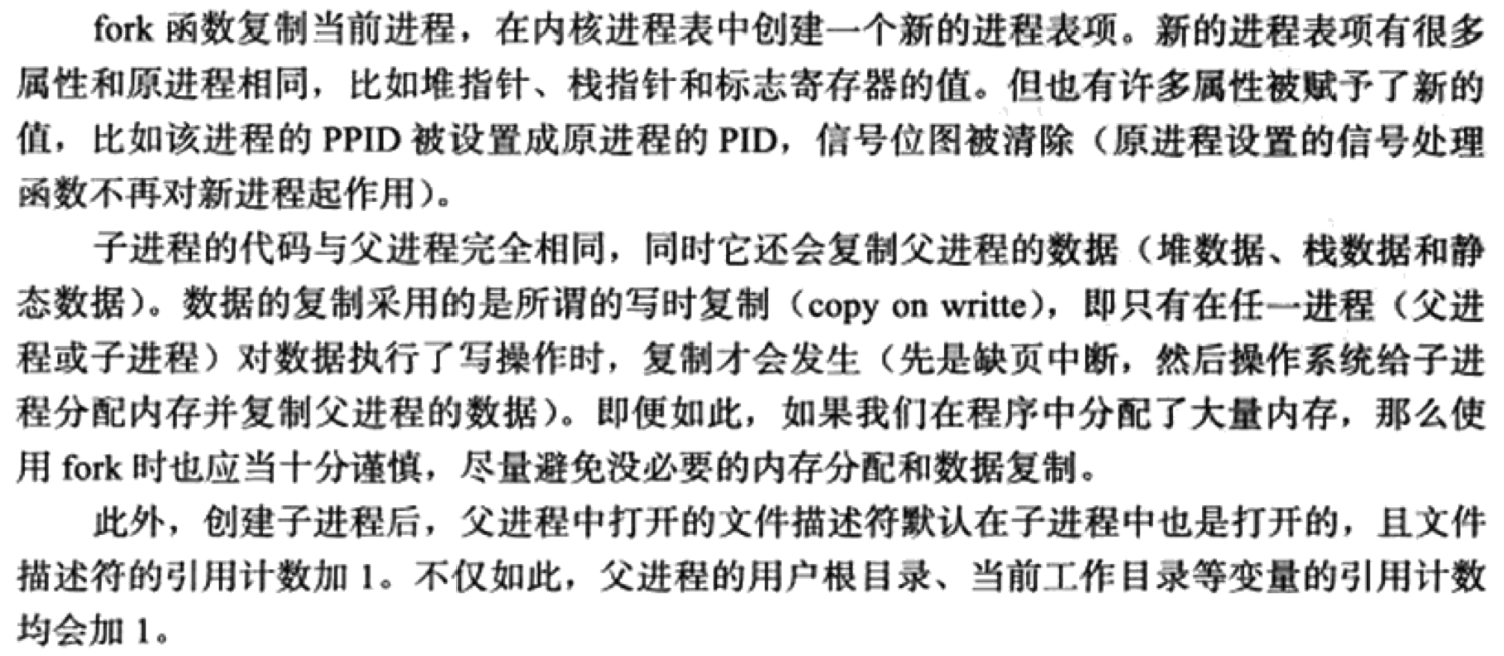 fork 函数复制当前进程，在内核进程表中创建一个新的进程表项。新的进程表项有很多
属性和原进程相同，比如堆指针、栈指针和标志寄存器的值。但也有许多属性被赋予了新的
值，比如该进程的 PPID 被设置成原进程的 PID，信号位图被清除（原进程设置的信号处理
函数不再对新进程起作用）。
子进程的代码与父进程完全相同，同时它还会复制父进程的数据（堆数据、栈数据和静
态数据）。数据的复制采用的是所谓的写时复制（copy on writte），即只有在任一进程（父进
程或子进程）对数据执行了写操作时，复制才会发生（先是缺页中断，然后操作系统给子进
程分配内存并复制父进程的数据）。即便如此，如果我们在程序中分配了大量内存，那么使
用 fork 时也应当十分谨慎，尽量避免没必要的内存分配和数据复制。
此外，创建子进程后，父进程中打开的文件描述符默认在子进程中也是打开的，且文件
描述符的引用计数加 1。不仅如此，父进程的用户根目录、当前工作目录等变量的引用计数
均会加 1。